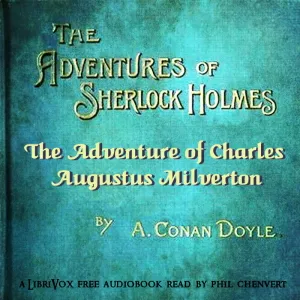 THE
ADVENTURES OF
SHERLOCK HOLMES
The Adventure of Charles
Augustus Milverton
BY A. CONAN DOYLE.
A LIBRIVOX FREE AUDIOBOOK READ BY PHIL CHENVERT